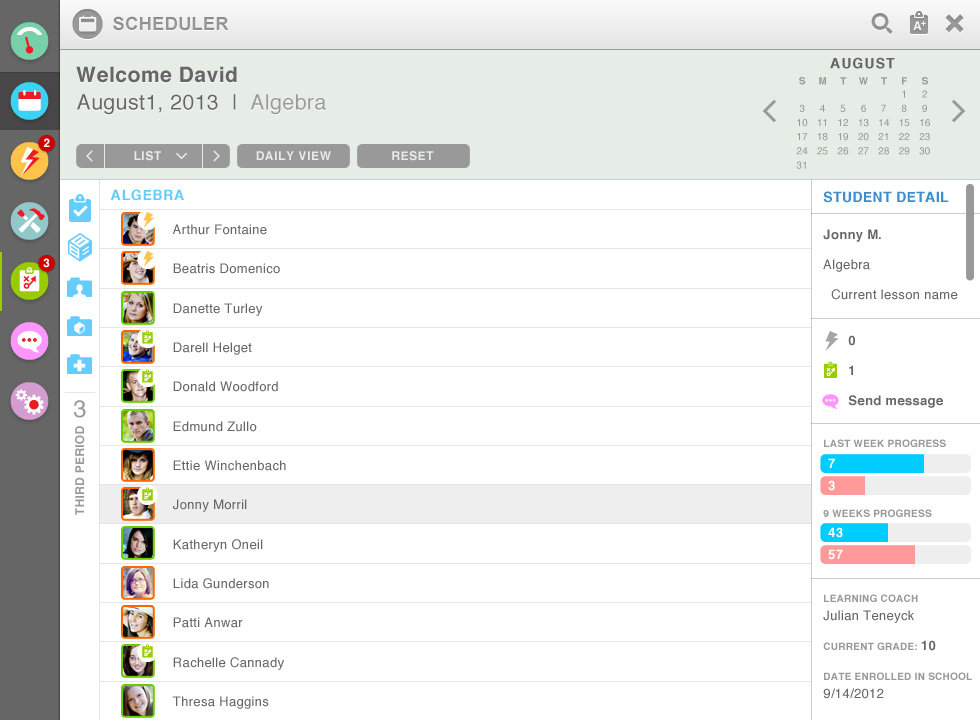 SCHEDULER
A+
Welcome David
August1, 2013 | Algebra
LIST
DAILY VIEW
RESET
AUGUST
S M T W T F S
1 2
3 4 5 6 7 8 9
10 11 12 13 14 15 16
17 18 19 20 21 22 23
24 25 26 27 28 29 30
31
2
3
3
THIRD PERIOD
ALGEBRA
Arthur Fontaine
Beatris Domenico
Danette Turley
Darell Helget
Donald Woodford
Edmund Zullo
Ettie Winchenbach
Jonny Morril
Katheryn Oneil
Lida Gunderson
Patti Anwar
Rachelle Cannady
Thresa Haggins
STUDENT DETAIL
Jonny M.
Algebra
Current lesson name
0
1
Send message
LAST WEEK PROGRESS
7
3
9 WEEKS PROGRESS
43
57
LEARNING COACH
Julian Teneyck
CURRENT GRADE: 10
DATE ENROLLED IN SCHOOL
9/14/2012